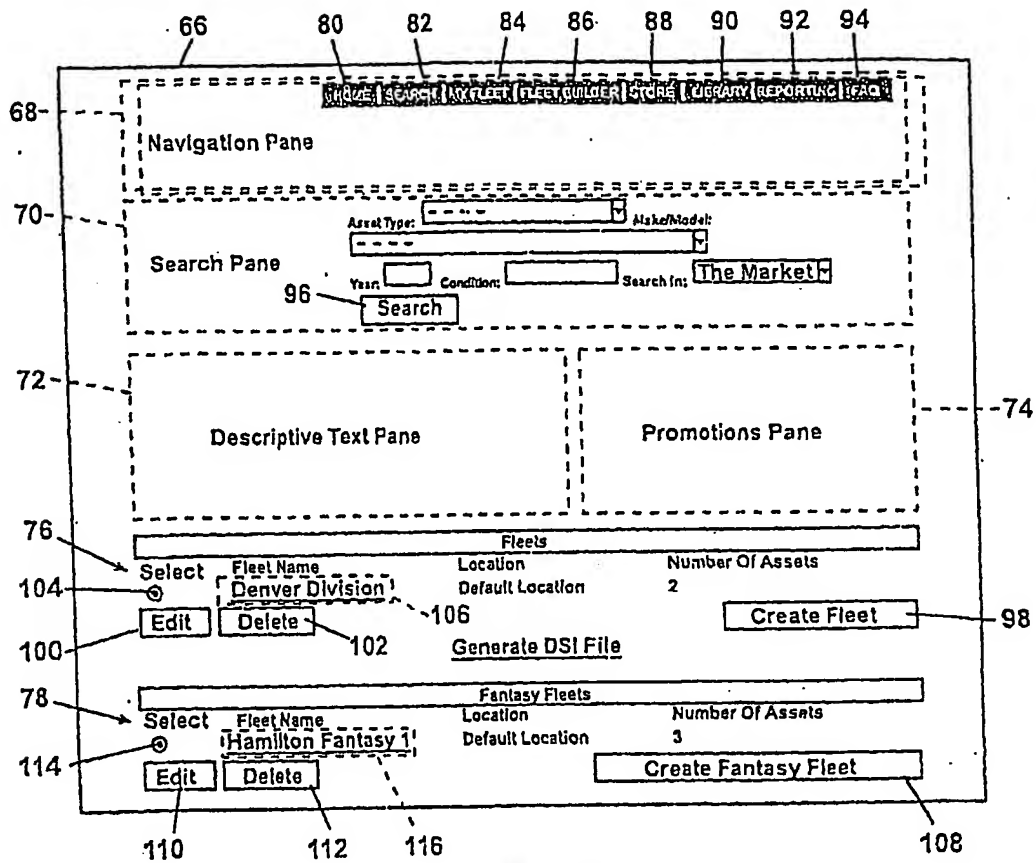 80 82 84 86 88 90 92 94
66
HOME SEARCH MY FLEET FLEET BUILDER STORE LIBRARY REPORTING FAQ
68
Navigation Pane
70
Asset Type: ---- Make/Model:
----
Search Pane
Year: Condition: Search In: The Market
96 Search
72
74
Descriptive Text Pane Promotions Pane
76
Fleets
Select Fleet Name Location Number Of Assets
104 Denver Division Default Location 2
106
Edit Delete Create Fleet 98
100 102 Generate DSI File
78
Fantasy Fleets
Select Fleet Name Location Number Of Assets
114 Hamilton Fantasy 1 Default Location 3
Edit Delete Create Fantasy Fleet
110 112 116 108